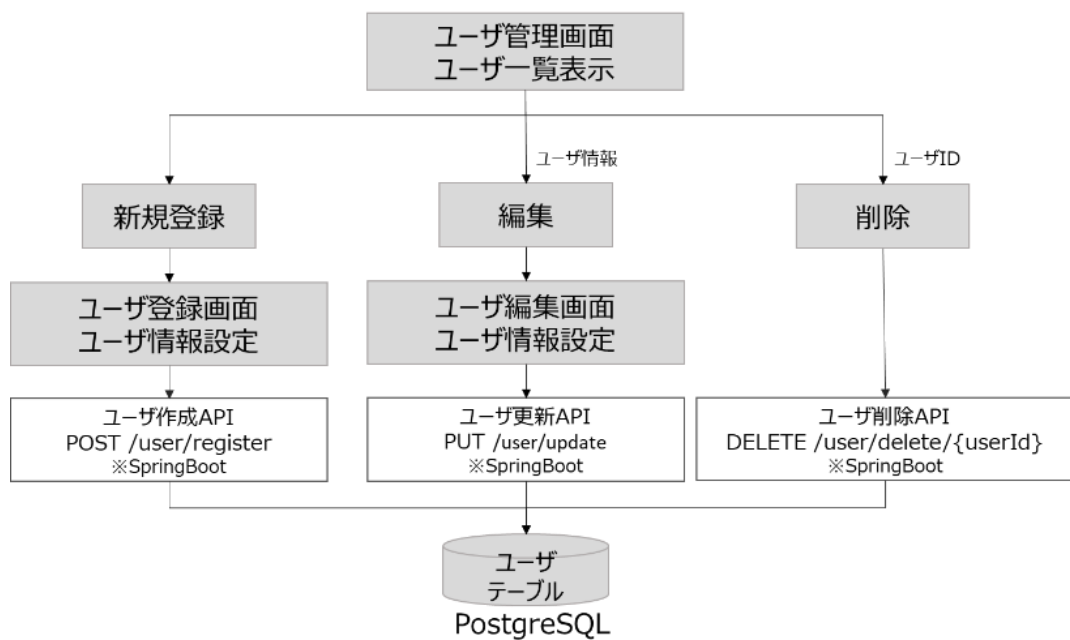 ユーザ管理画面
ユーザ一覧表示
ユーザ情報
ユーザID
新規登録
編集
削除
ユーザ登録画面
ユーザ情報設定
ユーザ編集画面
ユーザ情報設定
ユーザ作成API
POST /user/register
※SpringBoot
ユーザ更新API
PUT /user/update
※SpringBoot
ユーザ削除API
DELETE /user/delete/{userId}
※SpringBoot
ユーザ
テーブル
PostgreSQL